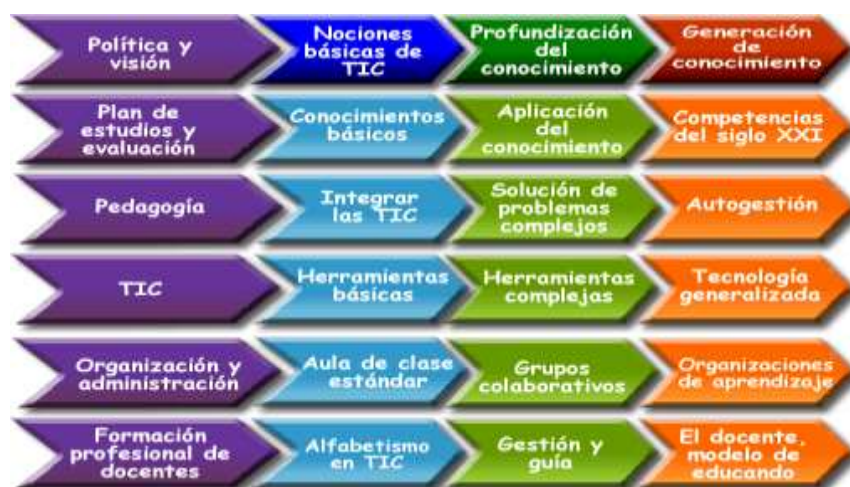 Política y
visión
Nociones
básicas de
TIC
Profundización
del
conocimiento
Generación
de
conocimiento
Plan de
estudios y
evaluación
Conocimientos
básicos
Aplicación
del
conocimiento
Competencias
del siglo XXI
Pedagogía
Integrar
las TIC
Solución de
problemas
complejos
Autogestión
TIC
Herramientas
básicas
Herramientas
complejas
Tecnología
generalizada
Organización y
administración
Aula de clase
estándar
Grupos
colaborativos
Organizaciones
de aprendizaje
Formación
profesional de
docentes
Alfabetismo
en TIC
Gestión y
guía
El docente,
modelo de
educando